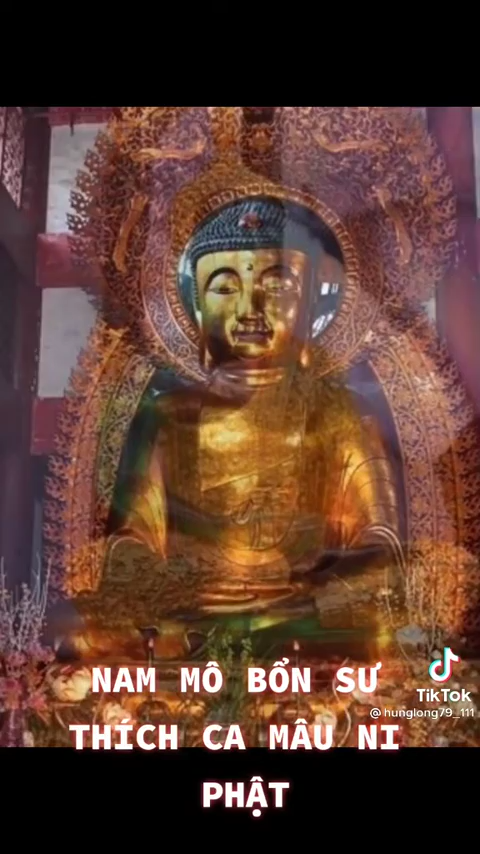 TikTok
@hunglong79_111
NAM MÔ BỔN SƯ
THÍCH CA MÂU NI
PHẬT